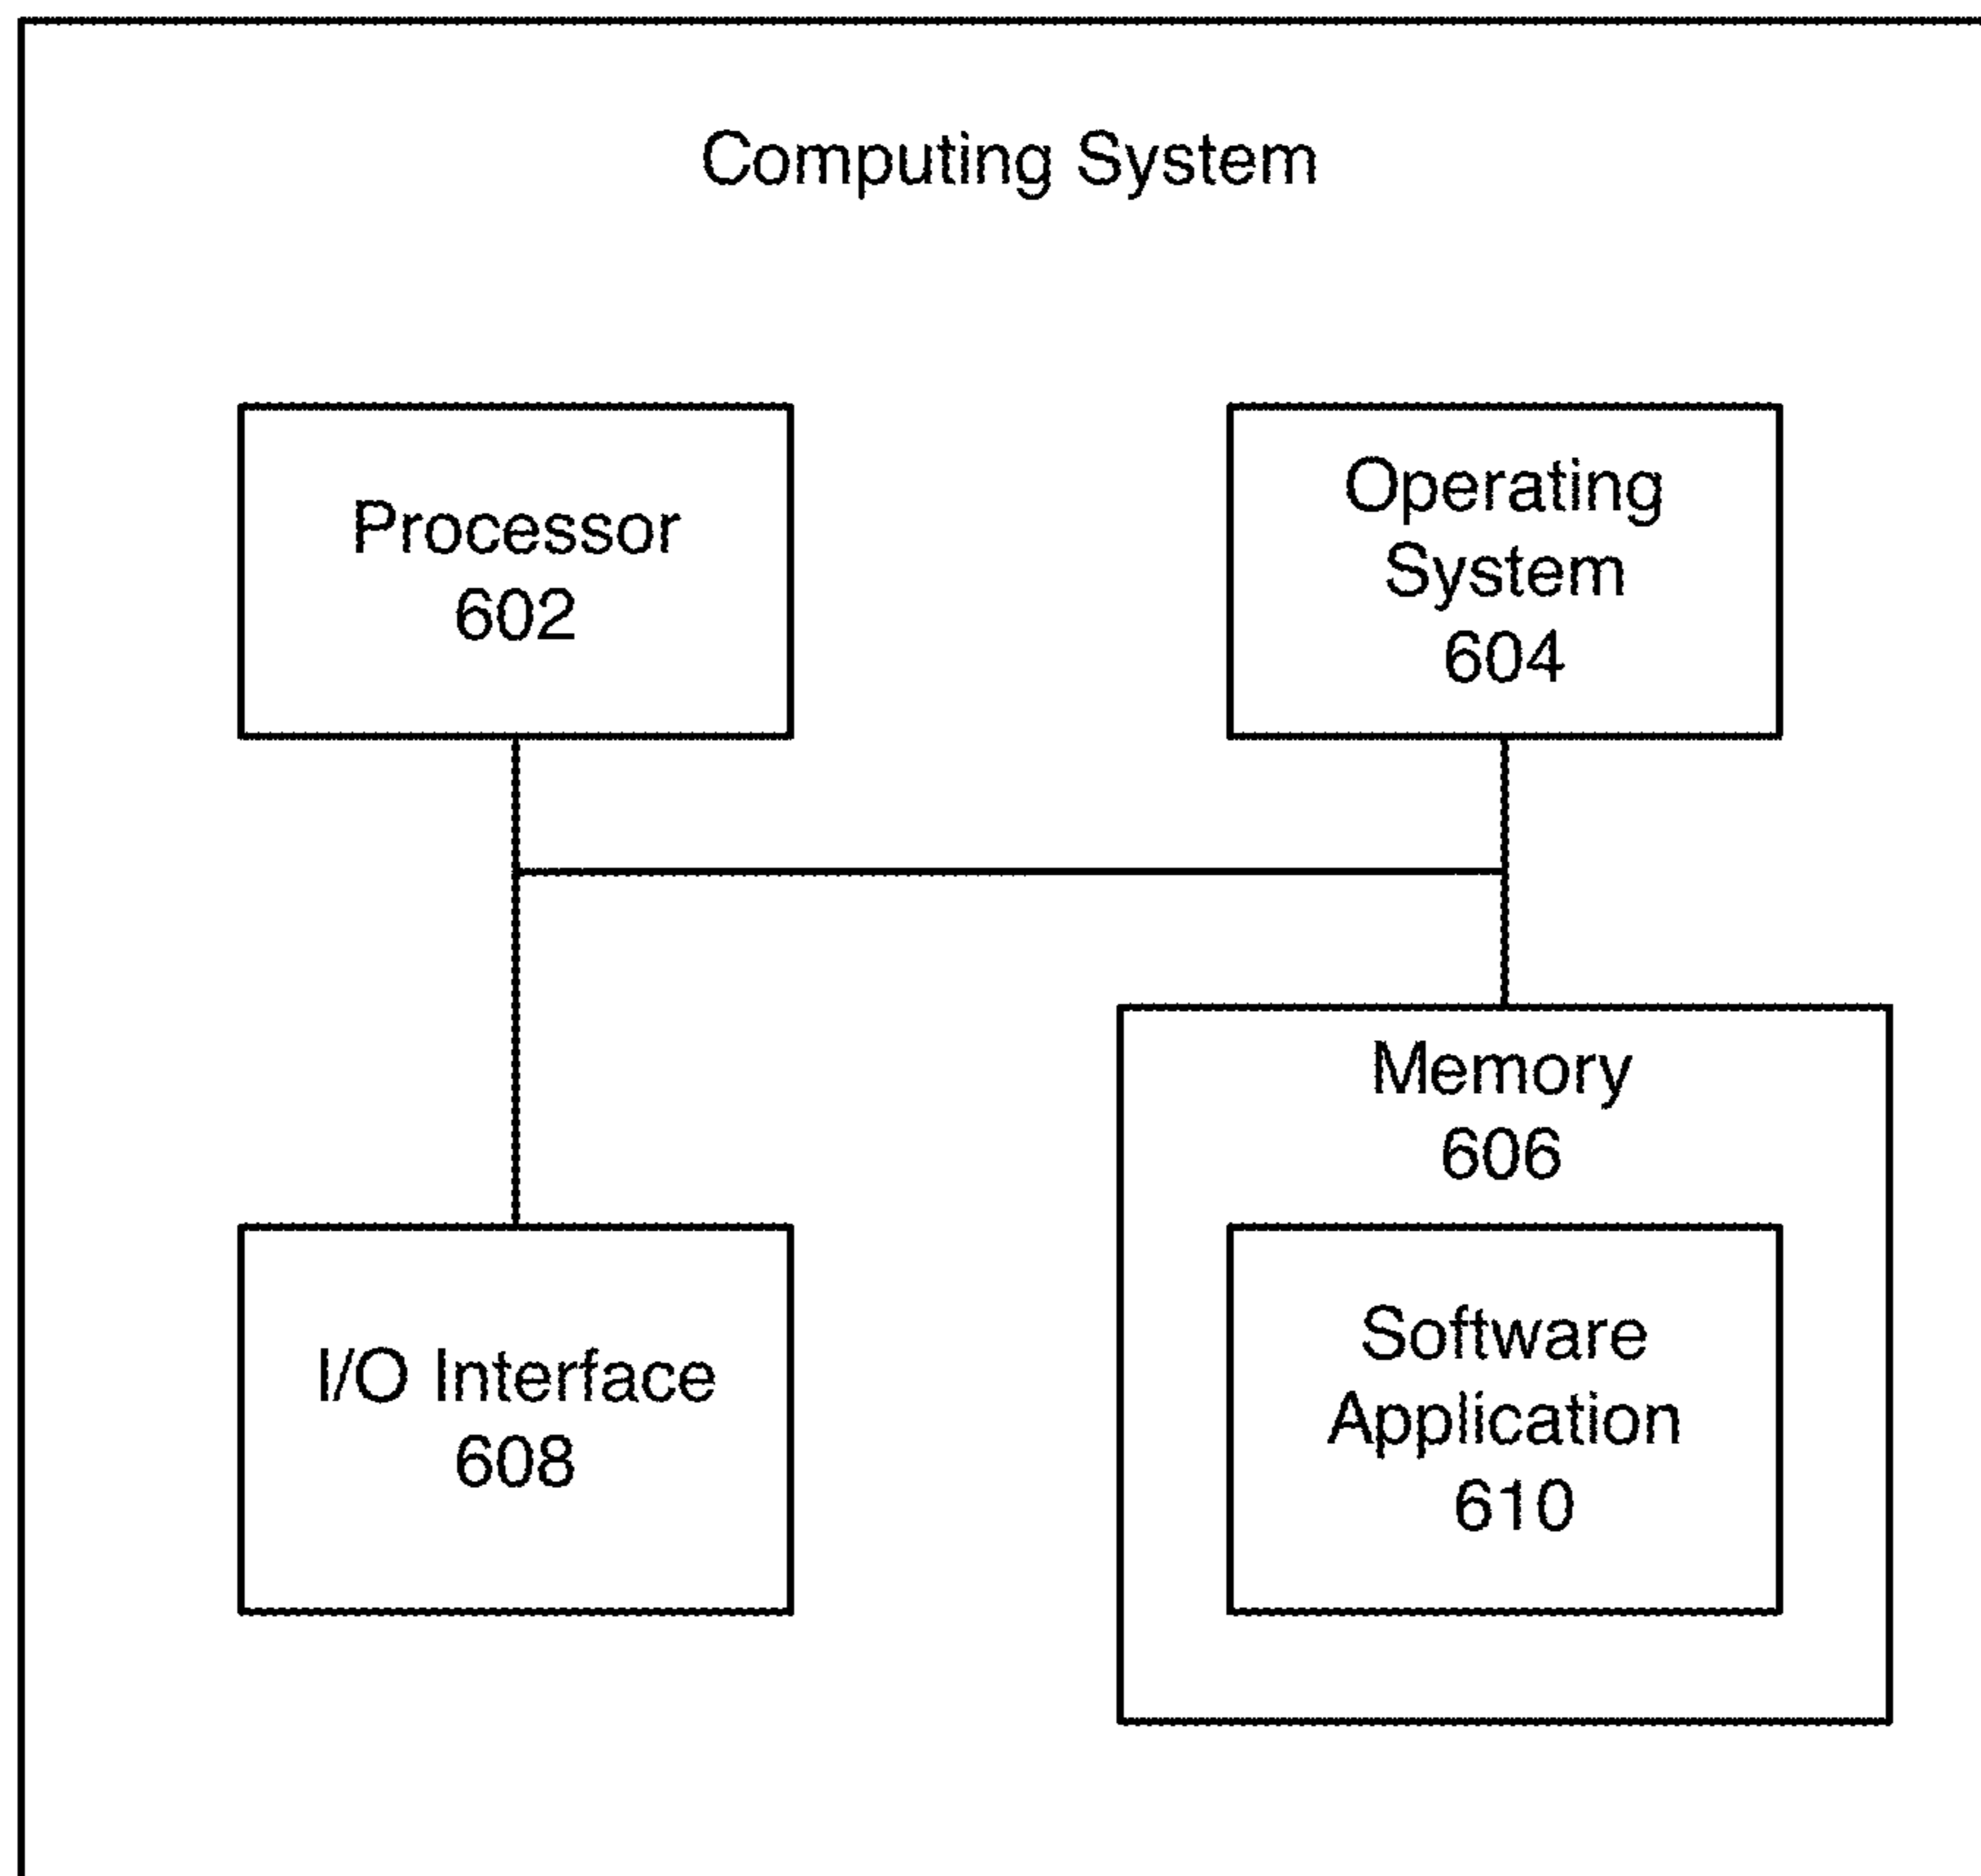 Computing System
Processor
602
Operating
System
604
Memory
606
I/O Interface
608
Software
Application
610